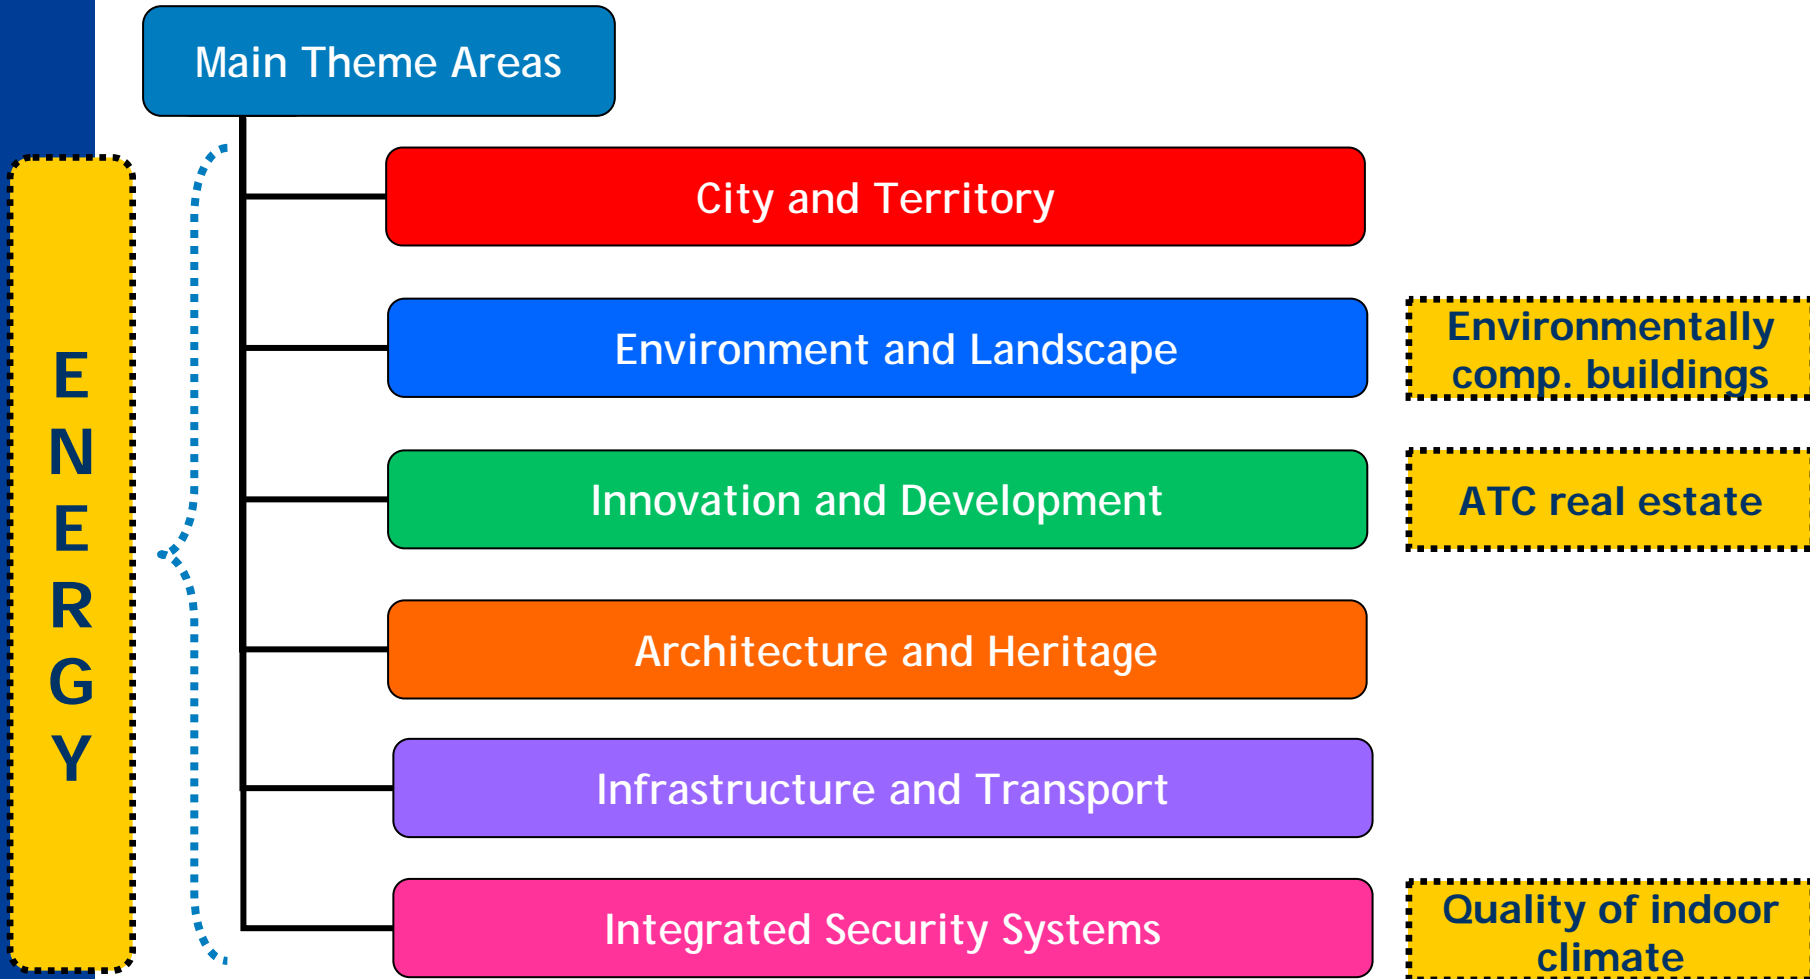 Main Theme Areas
City and Territory
Environment and Landscape
Environmentally
comp. buildings
Innovation and Development
ATC real estate
Architecture and Heritage
Infrastructure and Transport
Integrated Security Systems
Quality of indoor
climate
E
N
E
R
G
Y